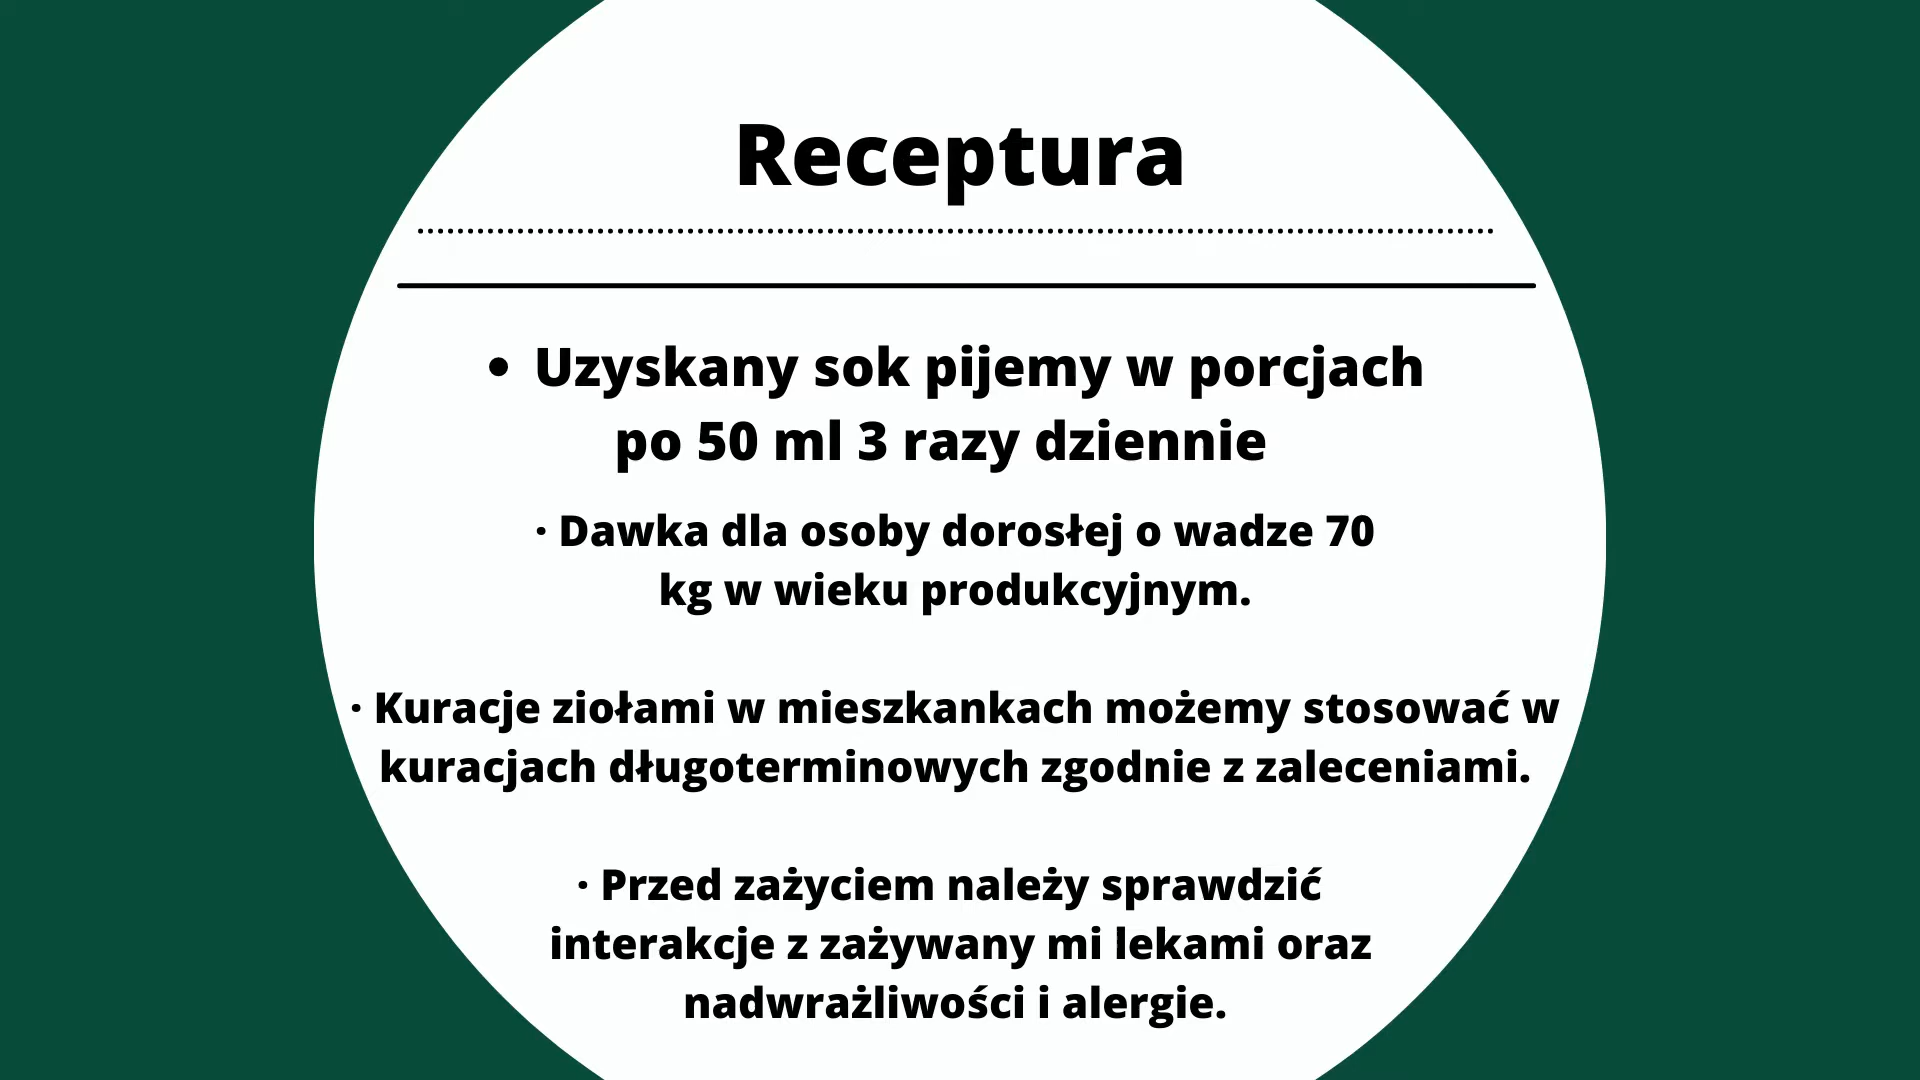 Receptura
• Uzyskany sok pijemy w porcjach
po 50 ml 3 razy dziennie
· Dawka dla osoby dorosłej o wadze 70
kg w wieku produkcyjnym.
· Kuracje ziołami w mieszkankach możemy stosować w
kuracjach długoterminowych zgodnie z zaleceniami.
· Przed zażyciem należy sprawdzić
interakcje z zażywany mi lekami oraz
nadwrażliwości i alergie.